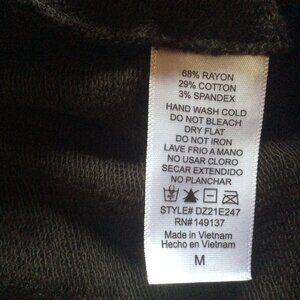 68% RAYON
29% COTTON
3% SPANDEX
HAND WASH COLD
DO NOT BLEACH
DRY FLAT
DO NOT IRON
LAVE FRIO A MANO
NO USAR CLORO
SECAR EXTENDIDO
NO PLANCHAR
STYLE# DZ21E247
RN#149137
Made in Vietnam
Hecho en Vietnam
M